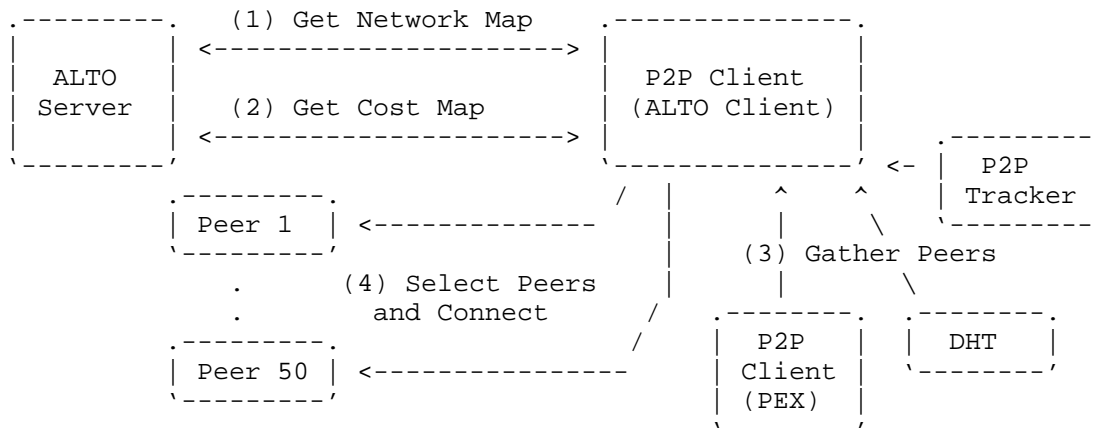 (1) Get Network Map
ALTO
Server
P2P Client
(ALTO Client)
(2) Get Cost Map
P2P
Tracker
Peer 1
(3) Gather Peers
(4) Select Peers
and Connect
Peer 50
P2P
Client
(PEX)
DHT